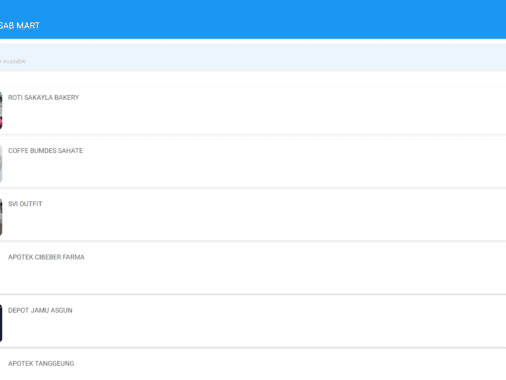 GAB MART
Available
ROTI SAKAYLA BAKERY
COFFE BUMDES SAHATE
SVI OUTFIT
APOTEK CIBEBER FARMA
DEPOT JAMU ASGUN
APOTEK TANGGEUNG